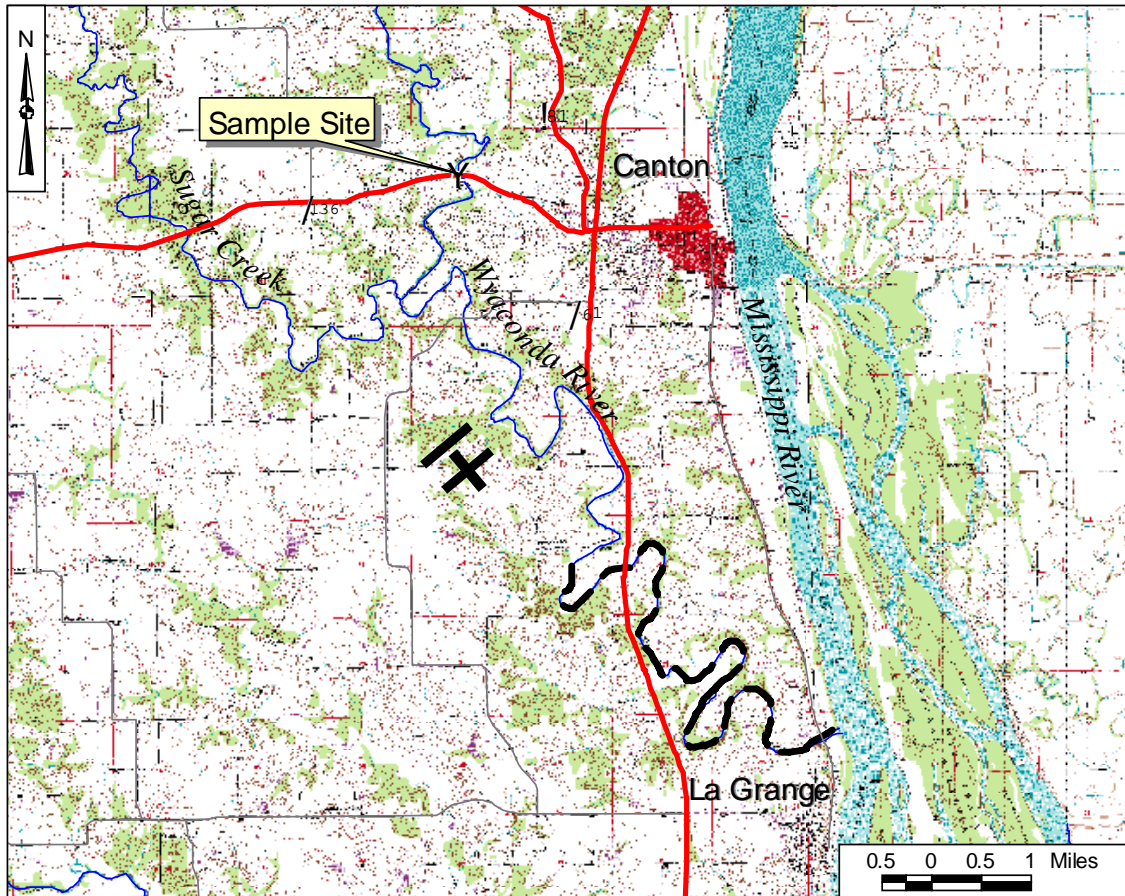 N
81
Sample Site
Canton
Sugar Creek
136
Wyaconda River
61
Mississippi River
La Grange
0.5 0 0.5 1 Miles